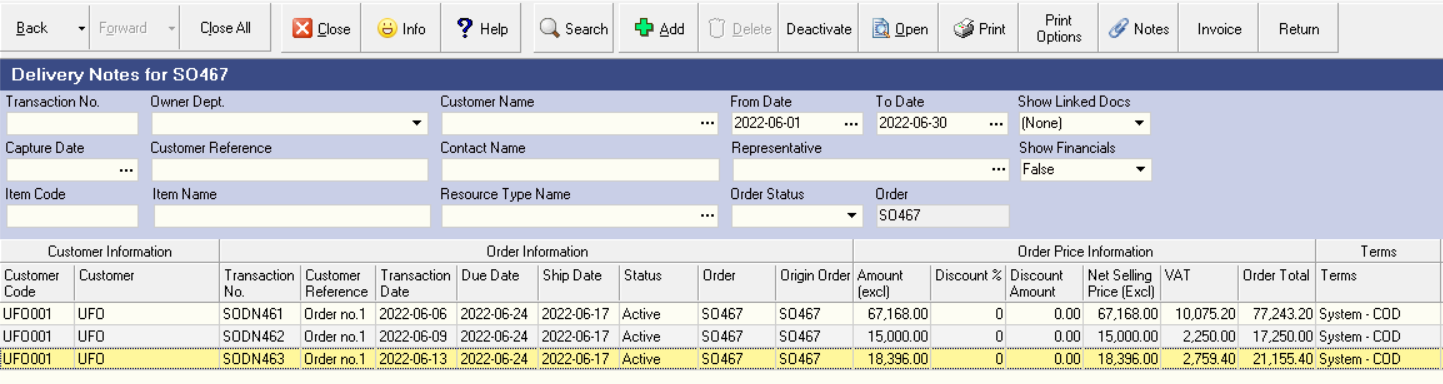 Back Forward Close All Close Info Help Search Add Delete Deactivate Open Print Print Options Notes Invoice Return
Delivery Notes for SO467
Transaction No. Owner Dept. Customer Name From Date To Date Show Linked Docs
2022-06-01 ... 2022-06-30 ... (None)
Capture Date Customer Reference Contact Name Representative Show Financials
False
Item Code Item Name Resource Type Name Order Status Order
SO467
Customer Information Order Information Order Price Information Terms
Customer Code Customer Transaction No. Customer Reference Transaction Date Due Date Ship Date Status Order Origin Order Amount (excl) Discount % Discount Amount Net Selling Price (Excl) VAT Order Total Terms
UFO001 UFO SODN461 Order no.1 2022-06-06 2022-06-24 2022-06-17 Active SO467 SO467 67,168.00 0 0.00 67,168.00 10,075.20 77,243.20 System - COD
UFO001 UFO SODN462 Order no.1 2022-06-09 2022-06-24 2022-06-17 Active SO467 SO467 15,000.00 0 0.00 15,000.00 2,250.00 17,250.00 System - COD
UFO001 UFO SODN463 Order no.1 2022-06-13 2022-06-24 2022-06-17 Active SO467 SO467 18,396.00 0 0.00 18,396.00 2,759.40 21,155.40 System - COD